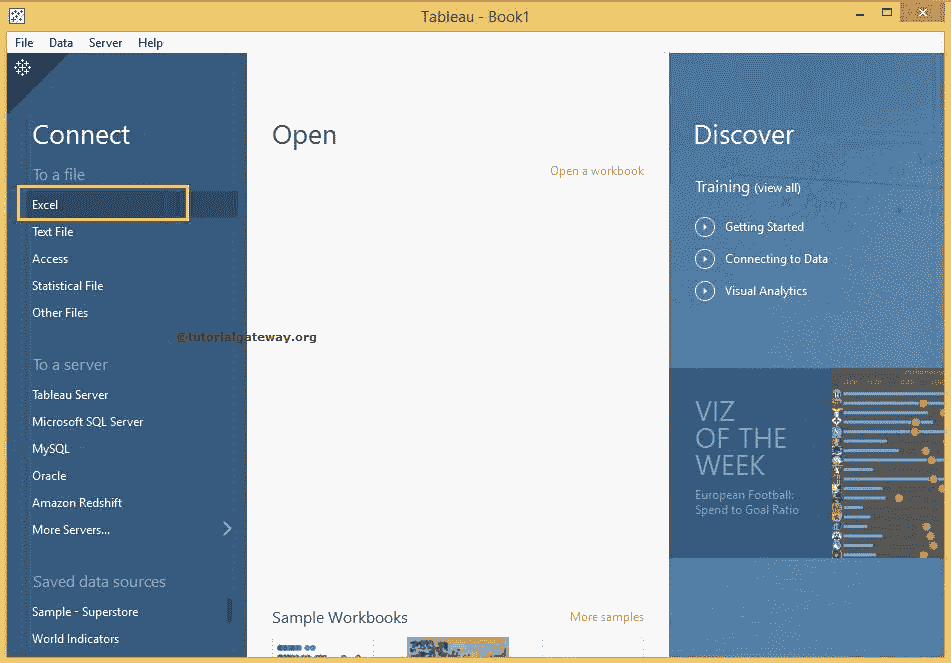 Tableau - Book1
File Data Server Help
Connect
To a file
Excel
Text File
Access
Statistical File
Other Files
@tutorialgateway.org
To a server
Tableau Server
Microsoft SQL Server
MySQL
Oracle
Amazon Redshift
More Servers...
Saved data sources
Sample - Superstore
World Indicators
Open
Open a workbook
Sample Workbooks
More samples
Discover
Training (view all)
Getting Started
Connecting to Data
Visual Analytics
VIZ
OF THE
WEEK
European Football:
Spend to Goal Ratio